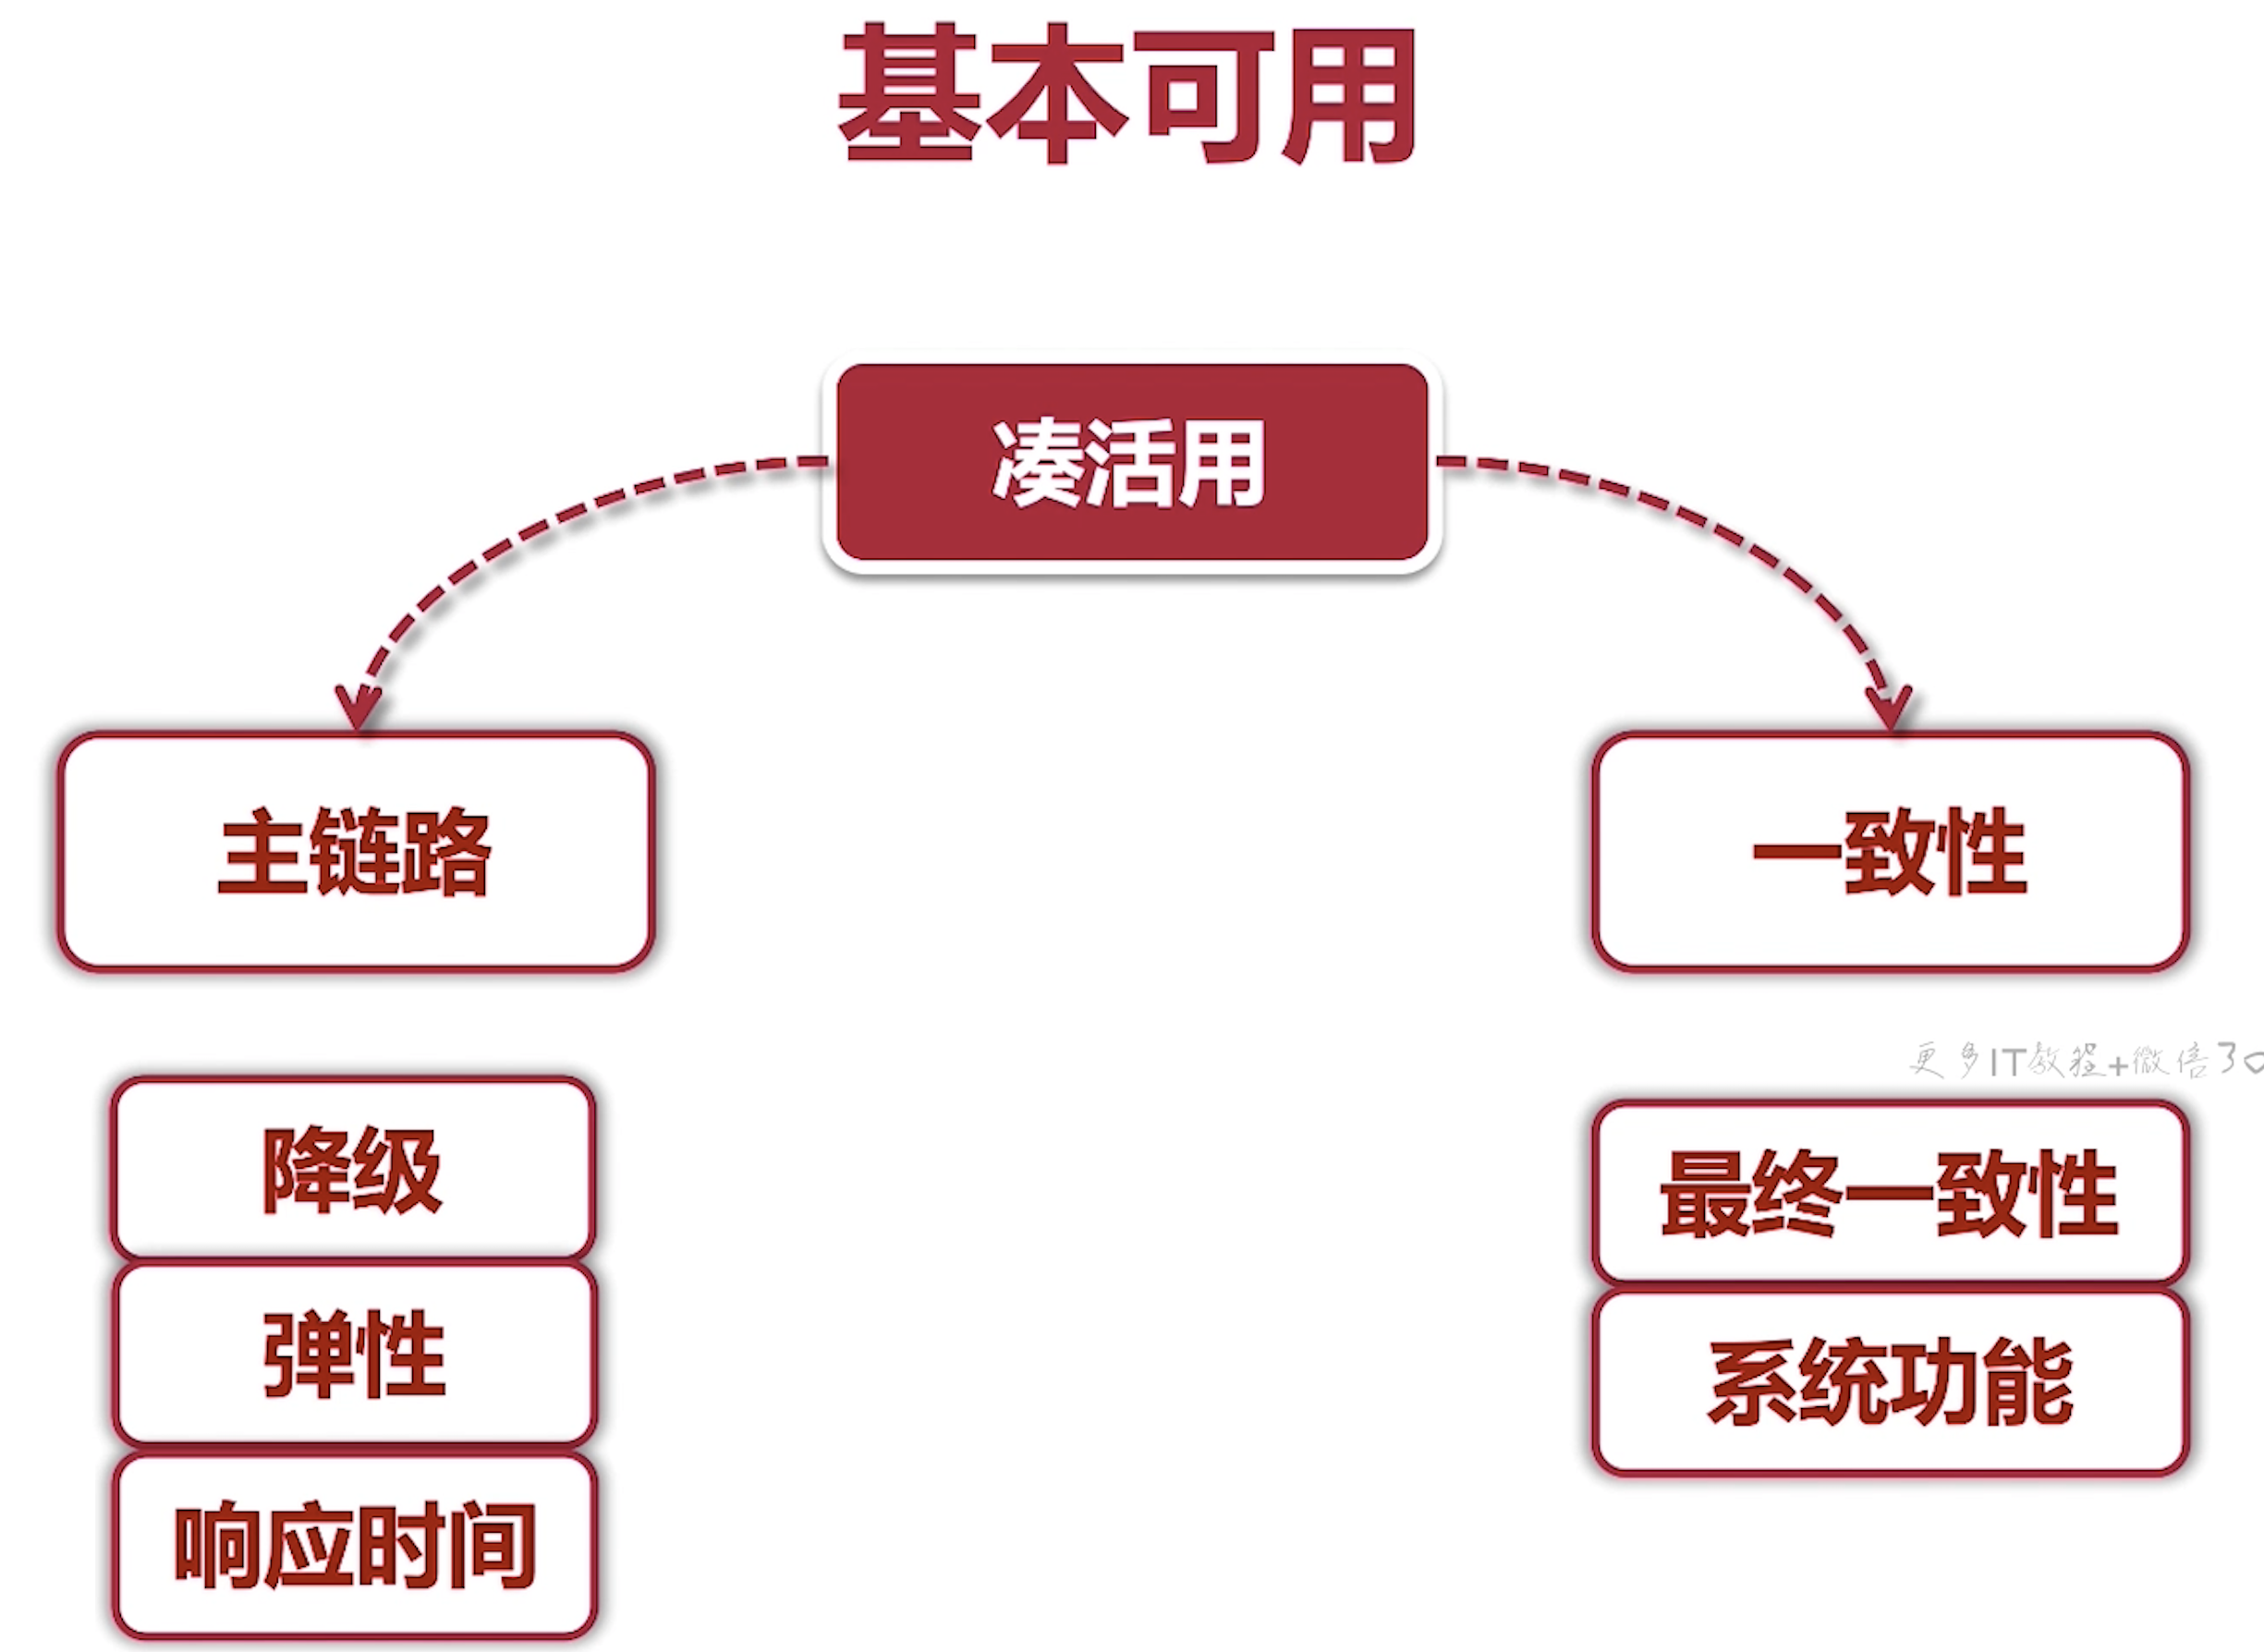 基本可用
凑活用
主链路
一致性
更多IT教程+微信30
降级
弹性
响应时间
最终一致性
系统功能